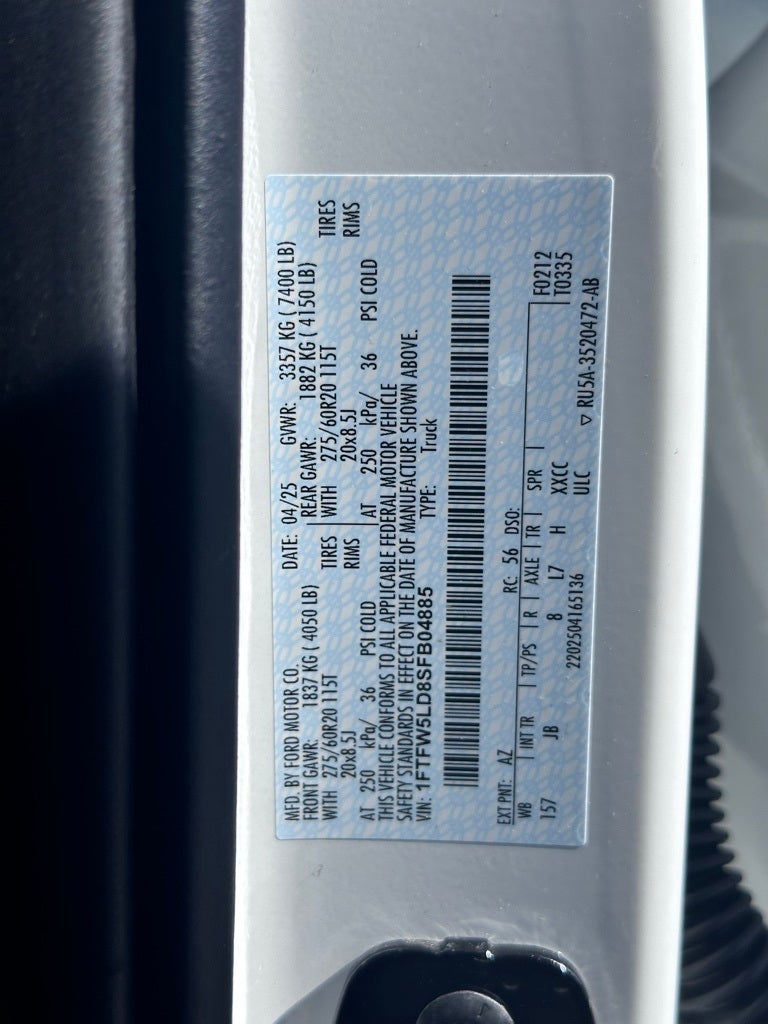 MFD. BY FORD MOTOR CO.
DATE: 04/25 GVWR: 3357 KG ( 7400 LB)
FRONT GAWR: 1837 KG ( 4050 LB) REAR GAWR: 1882 KG ( 4150 LB)
WITH 275/60R20 115T TIRES WITH 275/60R20 115T TIRES
20x8.5J RIMS 20x8.5J RIMS
AT 250 kPa/ 36 PSI COLD AT 250 kPa/ 36 PSI COLD
THIS VEHICLE CONFORMS TO ALL APPLICABLE FEDERAL MOTOR VEHICLE
SAFETY STANDARDS IN EFFECT ON THE DATE OF MANUFACTURE SHOWN ABOVE.
VIN: 1FTFW5LD8SFB04885 TYPE: Truck
EXT PNT: AZ RC: 56 DSO: F0212
WB INT TR TP/PS R AXLE TR SPR T0335
157 JB 8 L7 H XXCC
ULC
2202504165136 ▽ RU5A-3520472-AB